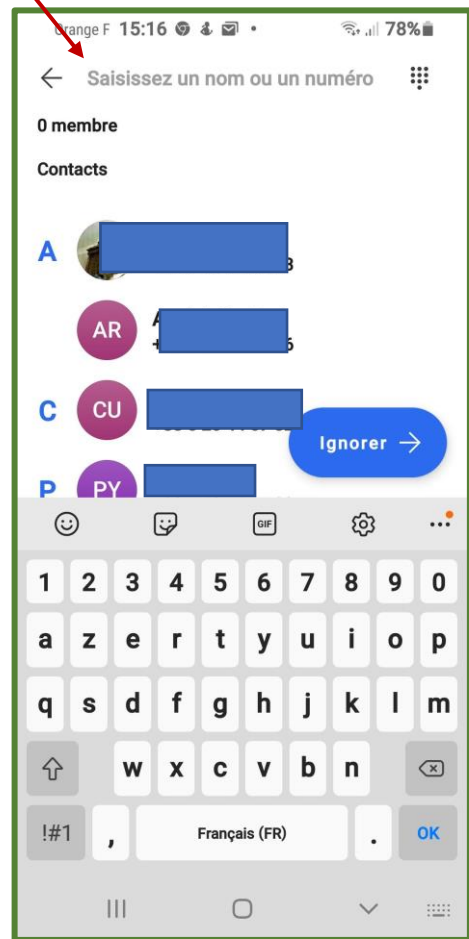 Orange F 15:16 78%
Saisissez un nom ou un numéro
0 membre
Contacts
A
AR
C CU
Ignorer →
P PY
GIF
1 2 3 4 5 6 7 8 9 0
a z e r t y u i o p
q s d f g h j k l m
w x c v b n
!#1 , Français (FR) . OK